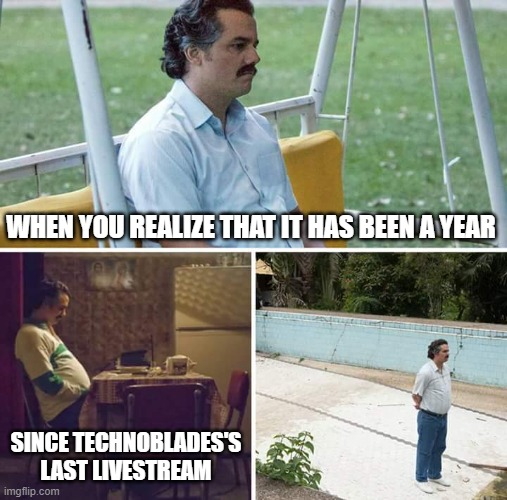 WHEN YOU REALIZE THAT IT HAS BEEN A YEAR
SINCE TECHNOBLADES'S
LAST LIVESTREAM
imgflip.com